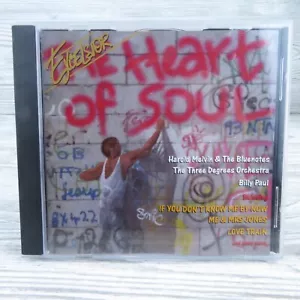 Excelsior
The Heart
of SOUL
Harold Melvin & The Bluenotes
The Three Degrees Orchestra
Billy Paul
including
IF YOU DON'T KNOW ME BY NOW
ME & MRS JONES
LOVE TRAIN